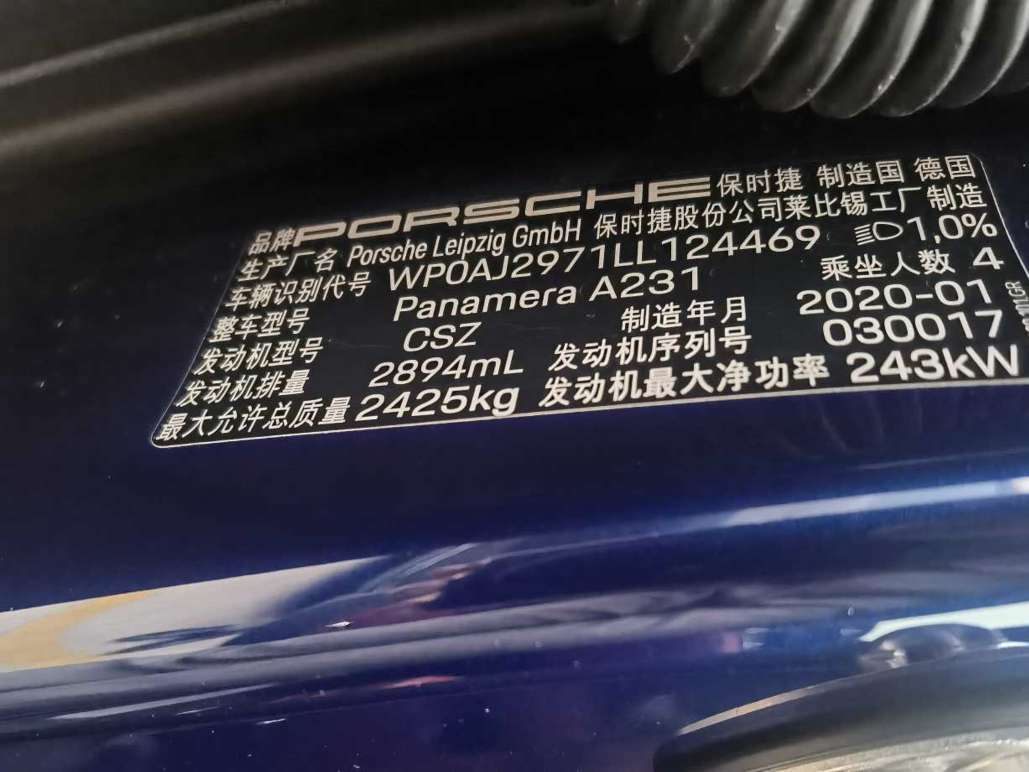 品牌 PORSCHE 保时捷 制造国 德国
生产厂名 Porsche Leipzig GmbH 保时捷股份公司莱比锡工厂制造
车辆识别代号 WP0AJ2971LL124469 1,0%
整车型号 Panamera A231 乘坐人数 4
发动机型号 CSZ 制造年月 2020-01
发动机排量 2894mL 发动机序列号 030017
最大允许总质量 2425kg 发动机最大净功率 243kW